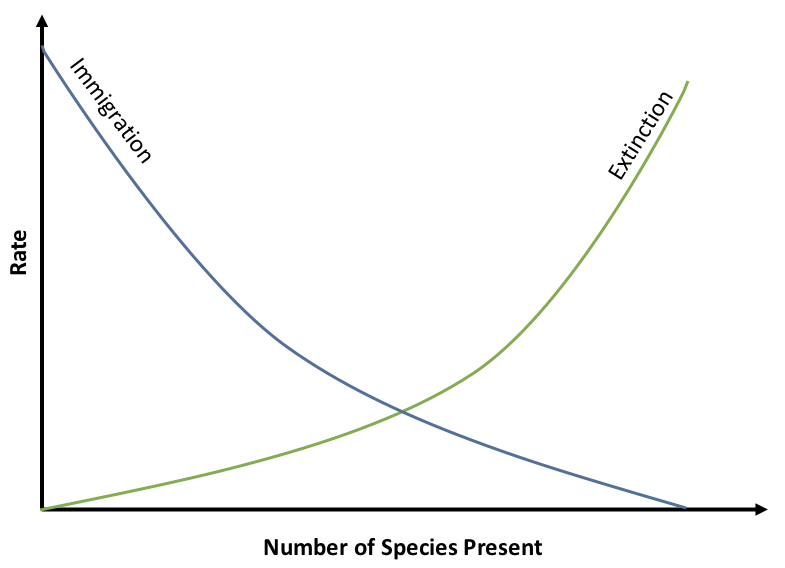 Immigration
Extinction
Rate
Number of Species Present